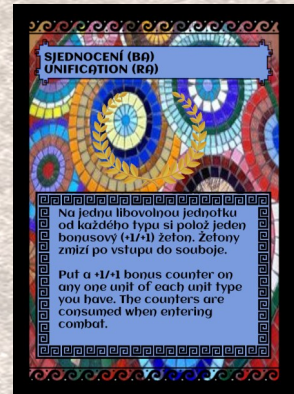 SJEDNOCENÍ (BA)
UNIFICATION (RA)
Na jednu libovolnou jednotku
od každého typu si polož jeden
bonusový (+1/+1) žeton. Žetony
zmizí po vstupu do souboje.
Put a +1/+1 bonus counter on
any one unit of each unit type
you have. The counters are
consumed when entering
combat.